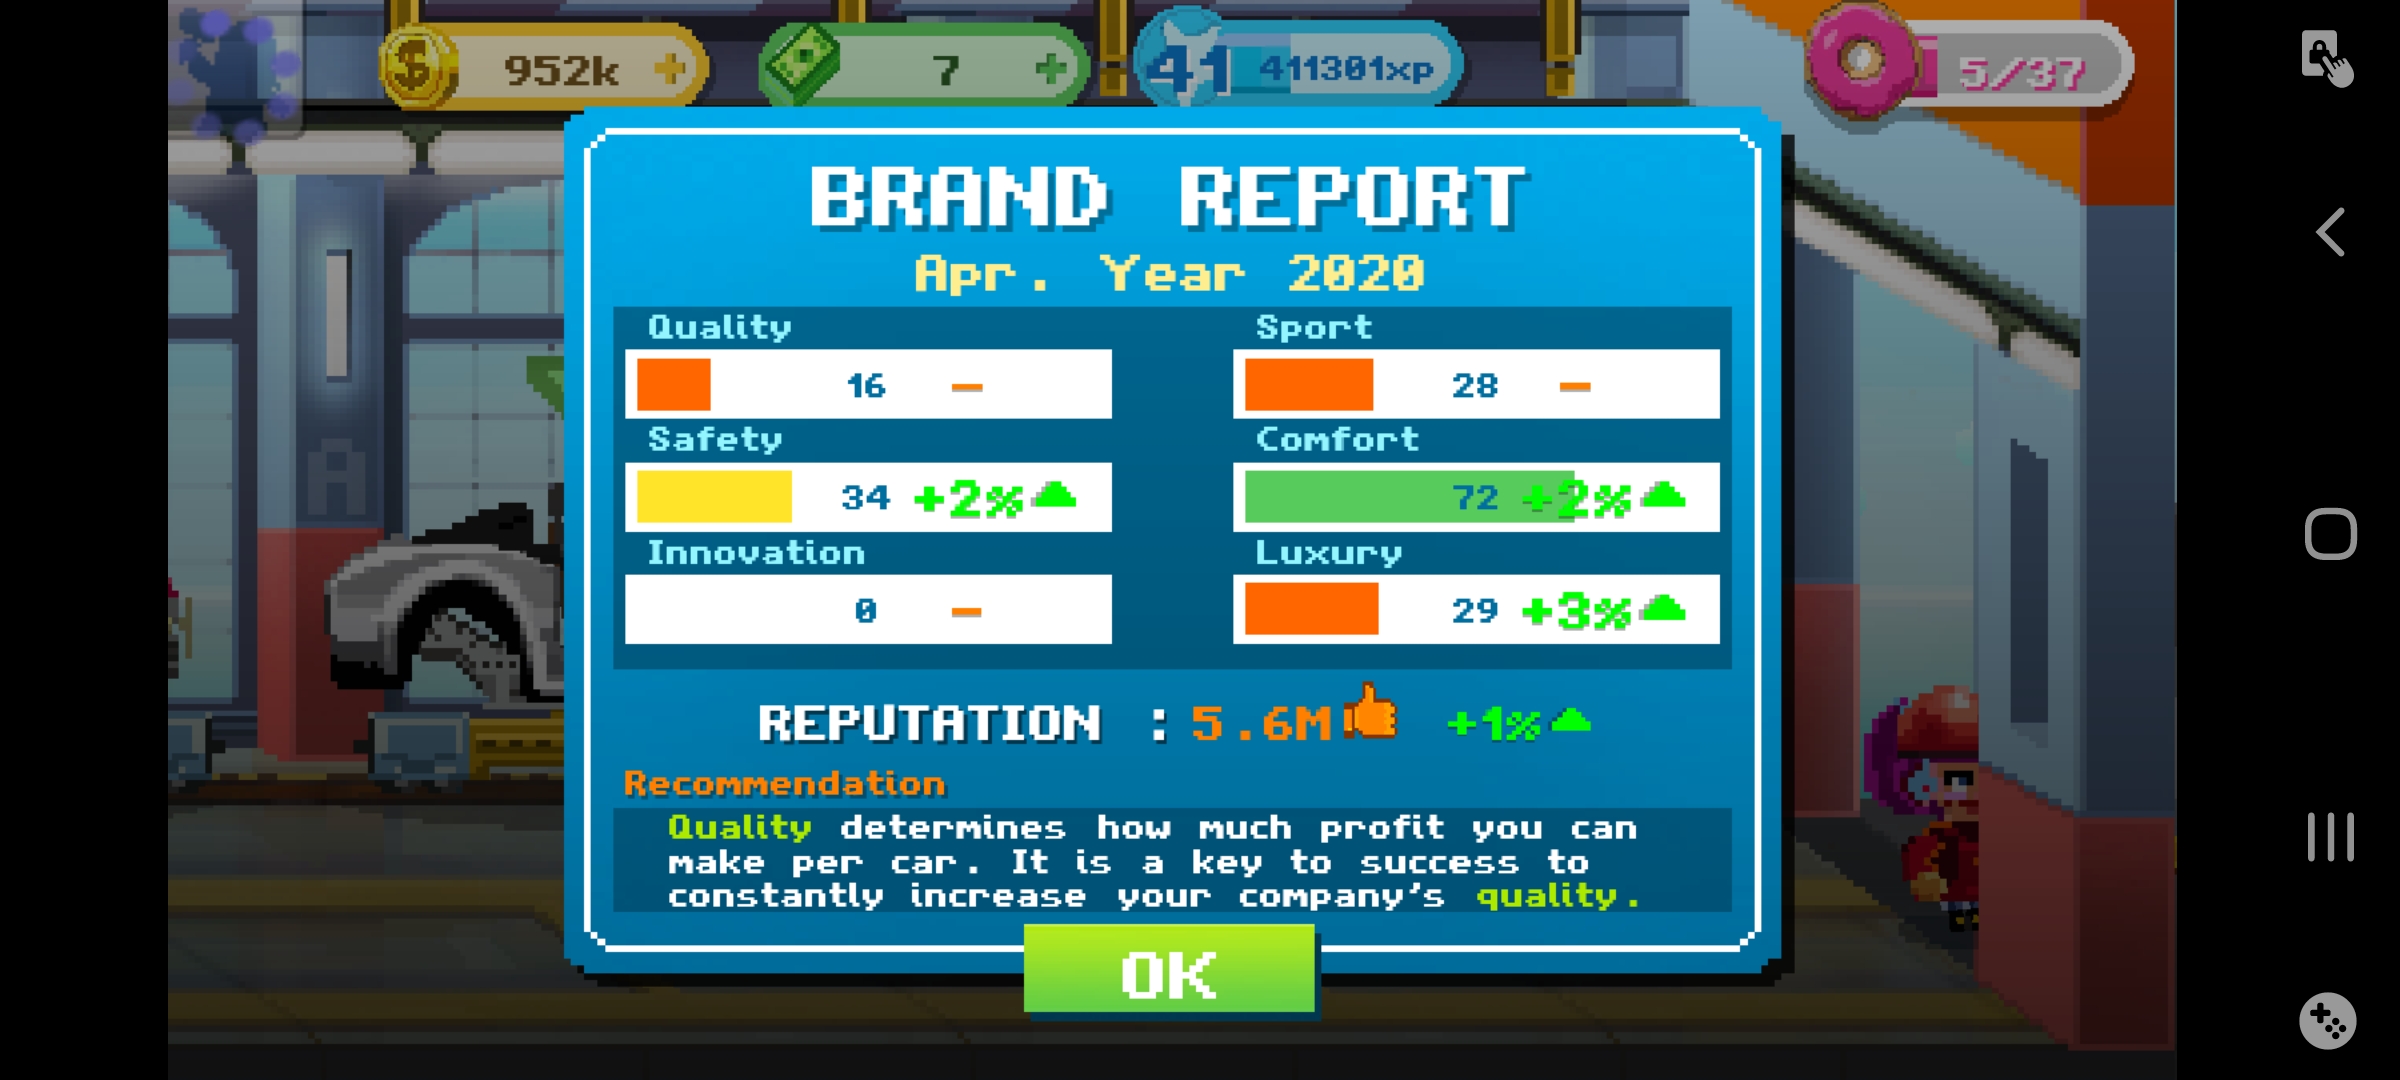 952k +
7 +
41 411301xp
5/37
BRAND REPORT
Apr. Year 2020
Quality
Sport
16 –
28 –
Safety
Comfort
34 +2%
72 +2%
Innovation
Luxury
0 –
29 +3%
REPUTATION : 5.6M +1%
Recommendation
Quality determines how much profit you can
make per car. It is a key to success to
constantly increase your company's quality.
OK
A